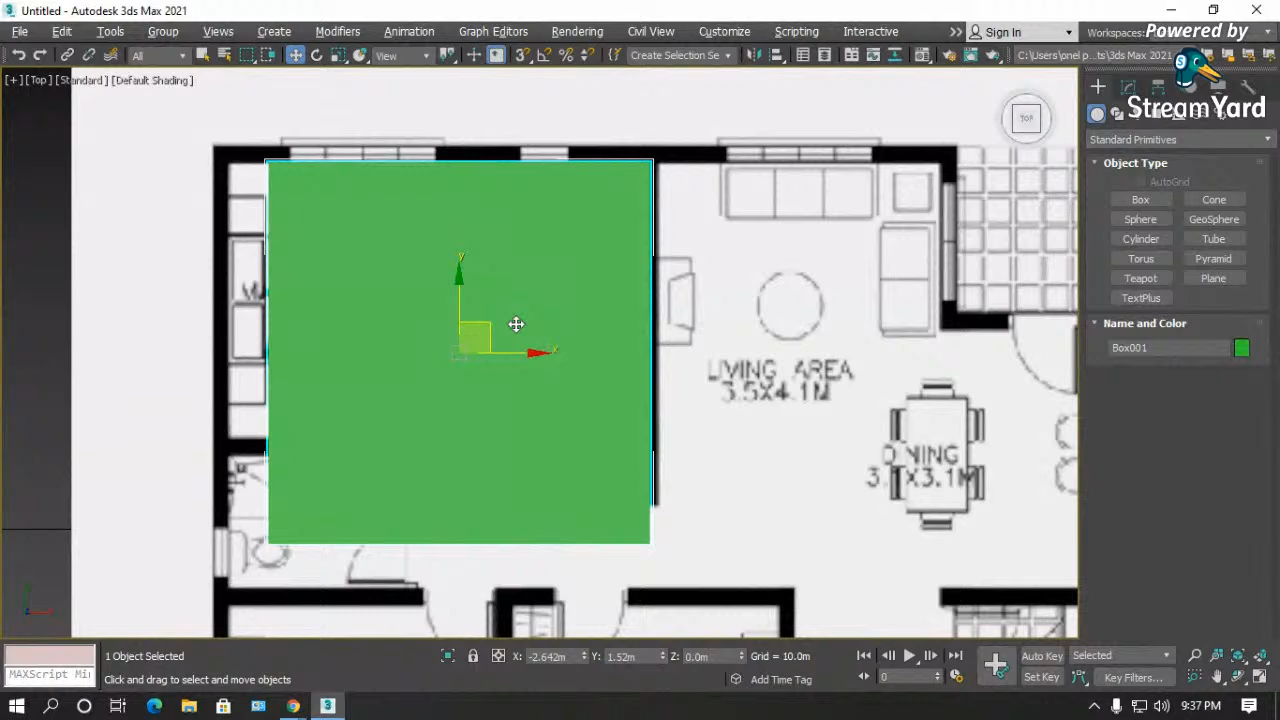 Untitled - Autodesk 3ds Max 2021
File Edit Tools Group Views Create Modifiers Animation Graph Editors Rendering Civil View Customize Scripting Interactive Sign In Workspaces:
Powered by
StreamYard
All View Create Selection Se
[+] [Top] [Standard] [Default Shading]
TOP
Standard Primitives
Object Type
AutoGrid
Box Cone
Sphere GeoSphere
Cylinder Tube
Torus Pyramid
Teapot Plane
TextPlus
Name and Color
Box001
y
x
LIVING AREA
3.5X4.1M
1 Object Selected X: -2.642m Y: 1.52m Z: 0.0m Grid = 10.0m Auto Key Selected
MAXScript Mi Click and drag to select and move objects Add Time Tag 0 Set Key Key Filters...
9:37 PM